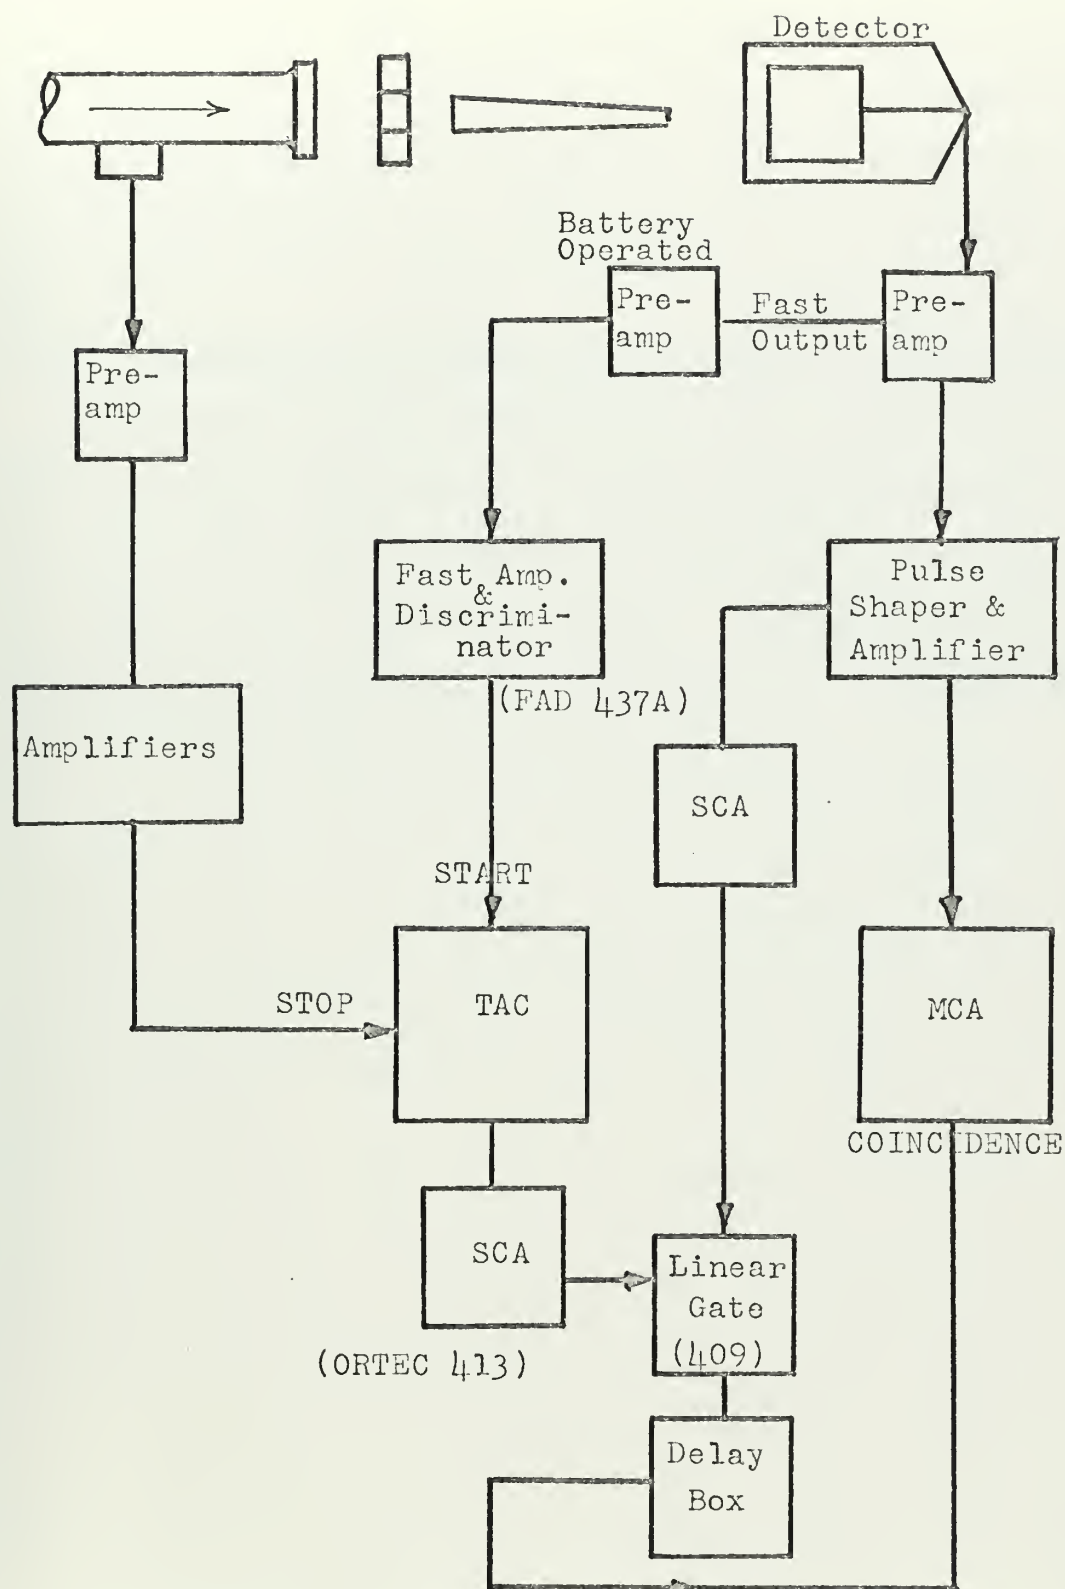 Detector
Battery
Operated
Pre-
amp
Fast
Output
Pre-
amp
Pre-
amp
Fast Amp.
&
Discrimi-
nator
(FAD 437A)
Pulse
Shaper &
Amplifier
Amplifiers
SCA
START
STOP
TAC
MCA
COINCIDENCE
SCA
(ORTEC 413)
Linear
Gate
(409)
Delay
Box